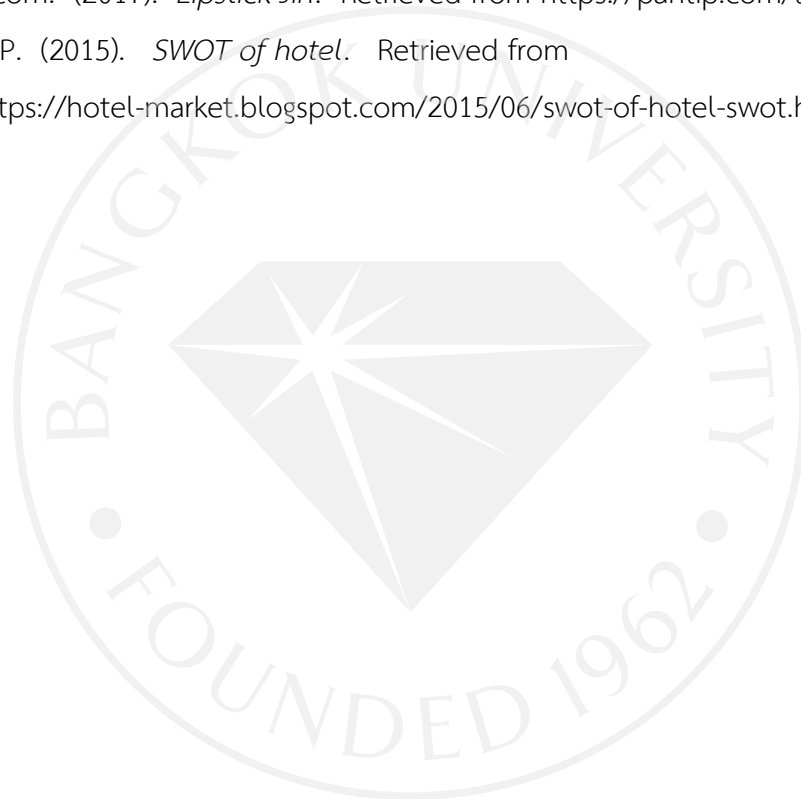 com. (2017). Lipstick sin. Retrieved from https://pantip.com/t
P. (2015). SWOT of hotel. Retrieved from
tps://hotel-market.blogspot.com/2015/06/swot-of-hotel-swot.h
BANGKOK UNIVERSITY
FOUNDED 1962